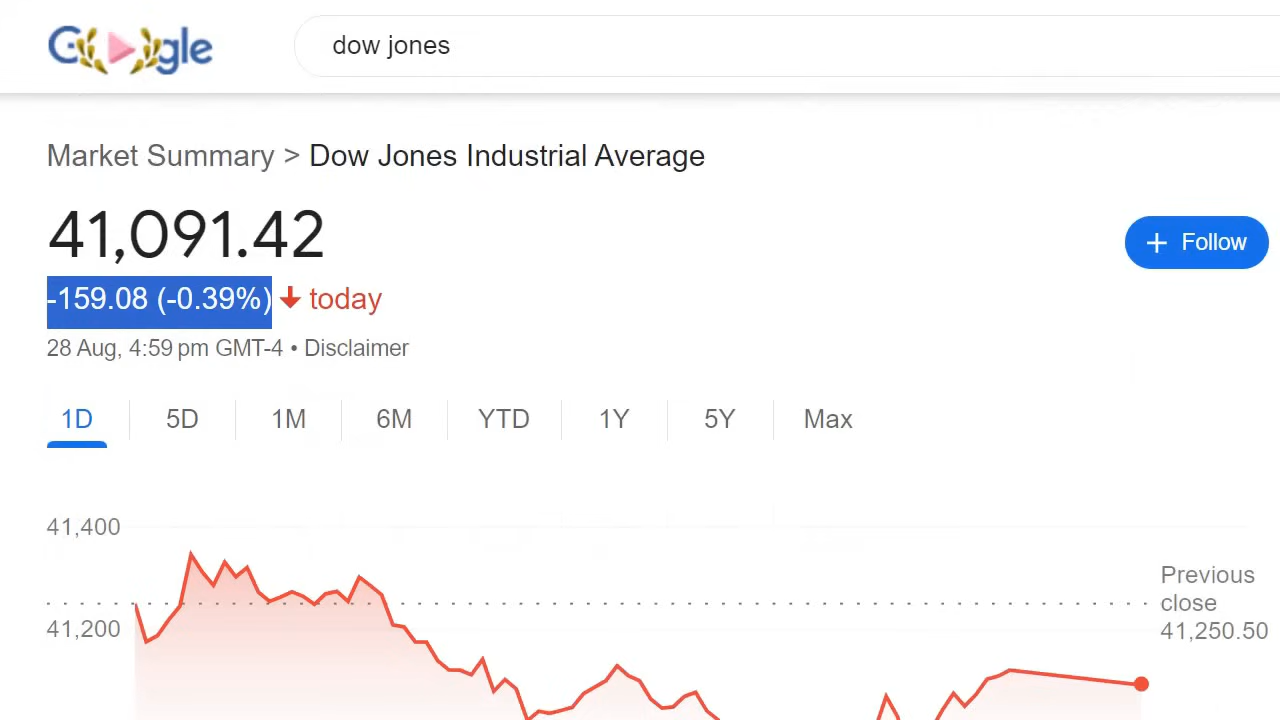 Google
dow jones
Market Summary > Dow Jones Industrial Average
41,091.42
+ Follow
-159.08 (-0.39%) ↓ today
28 Aug, 4:59 pm GMT-4 • Disclaimer
1D 5D 1M 6M YTD 1Y 5Y Max
41,400
Previous
close
41,250.50
41,200